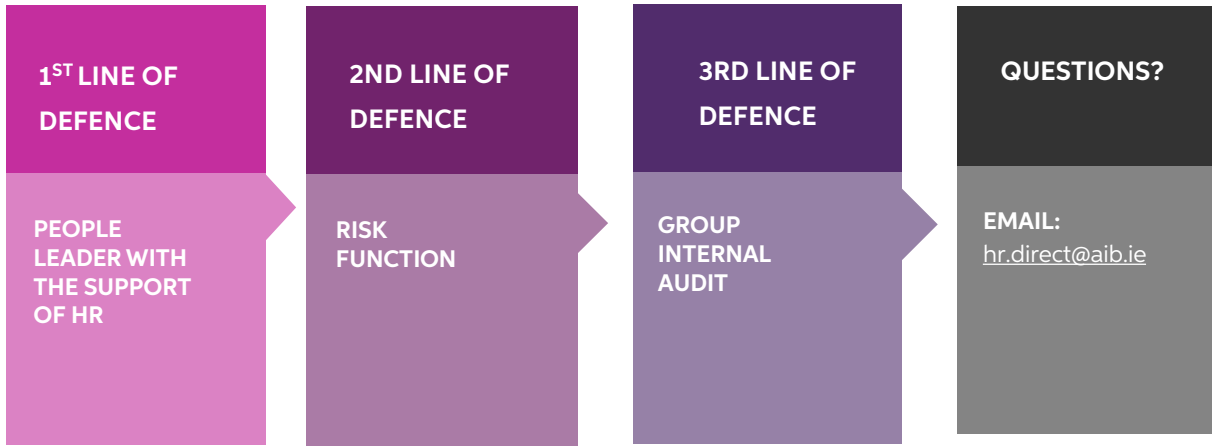 1ST LINE OF
DEFENCE
PEOPLE
LEADER WITH
THE SUPPORT
OF HR
2ND LINE OF
DEFENCE
RISK
FUNCTION
3RD LINE OF
DEFENCE
GROUP
INTERNAL
AUDIT
QUESTIONS?
EMAIL:
hr.direct@aib.ie